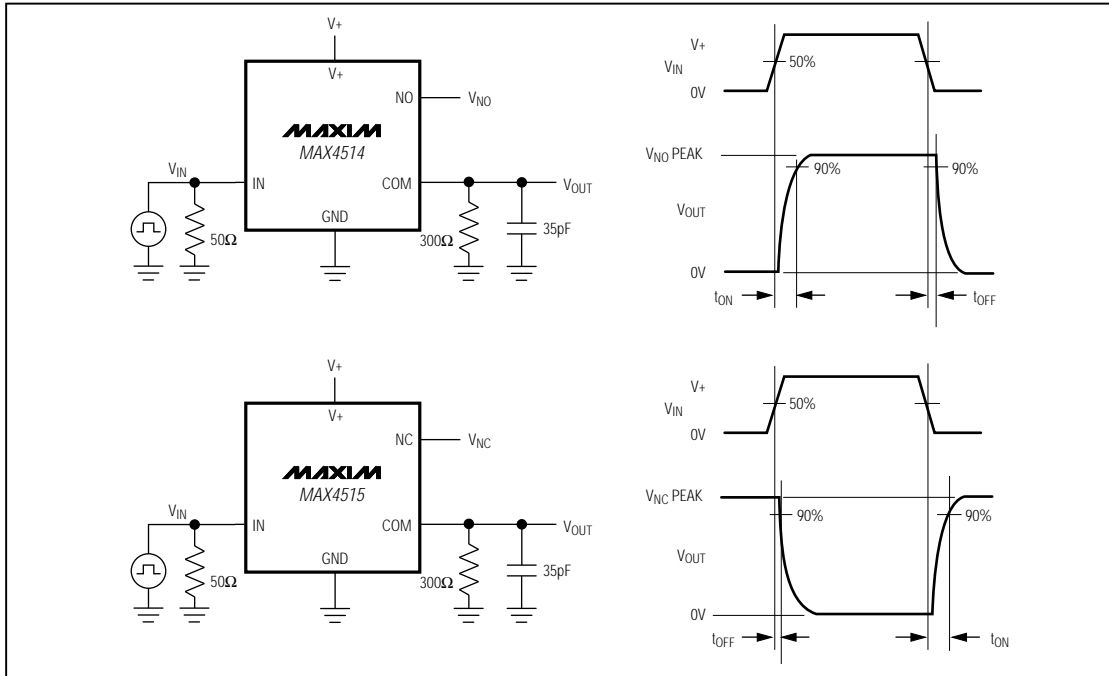 V+
V+
NO
VNO
MAXIM
MAX4514
VIN
IN
COM
VOUT
GND
50Ω
300Ω
35pF
V+
VIN
50%
0V
VNO PEAK
90%
90%
VOUT
0V
tON
tOFF
V+
V+
NC
VNC
MAXIM
MAX4515
VIN
IN
COM
VOUT
GND
50Ω
300Ω
35pF
V+
VIN
50%
0V
VNC PEAK
90%
90%
VOUT
0V
tOFF
tON